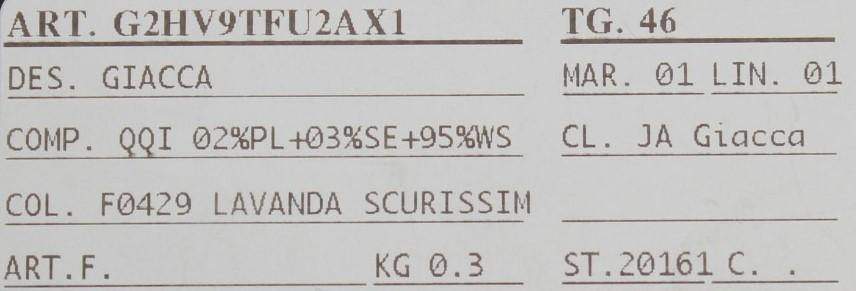 ART. G2HV9TFU2AX1 TG. 46
DES. GIACCA MAR. 01 LIN. 01
COMP. QQI 02%PL+03%SE+95%WS CL. JA Giacca
COL. F0429 LAVANDA SCURISSIM
ART.F. KG 0.3 ST.20161 C. .